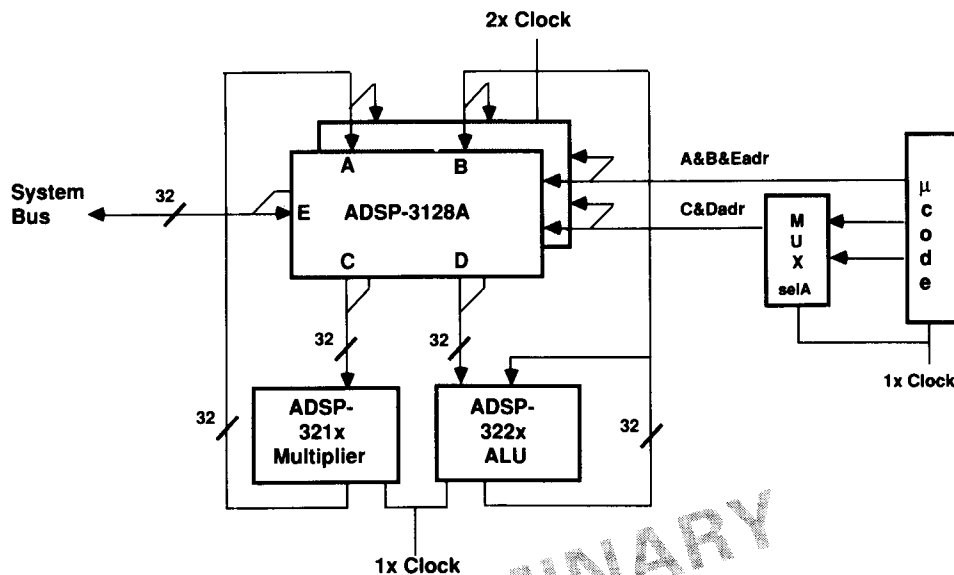 2x Clock
A
B
A&B&Eadr
System
Bus
32
E
ADSP-3128A
C&Dadr
M
U
X
selA
μ
c
o
d
e
C
D
32
32
1x Clock
32
ADSP-
321x
Multiplier
ADSP-
322x
ALU
32
1x Clock